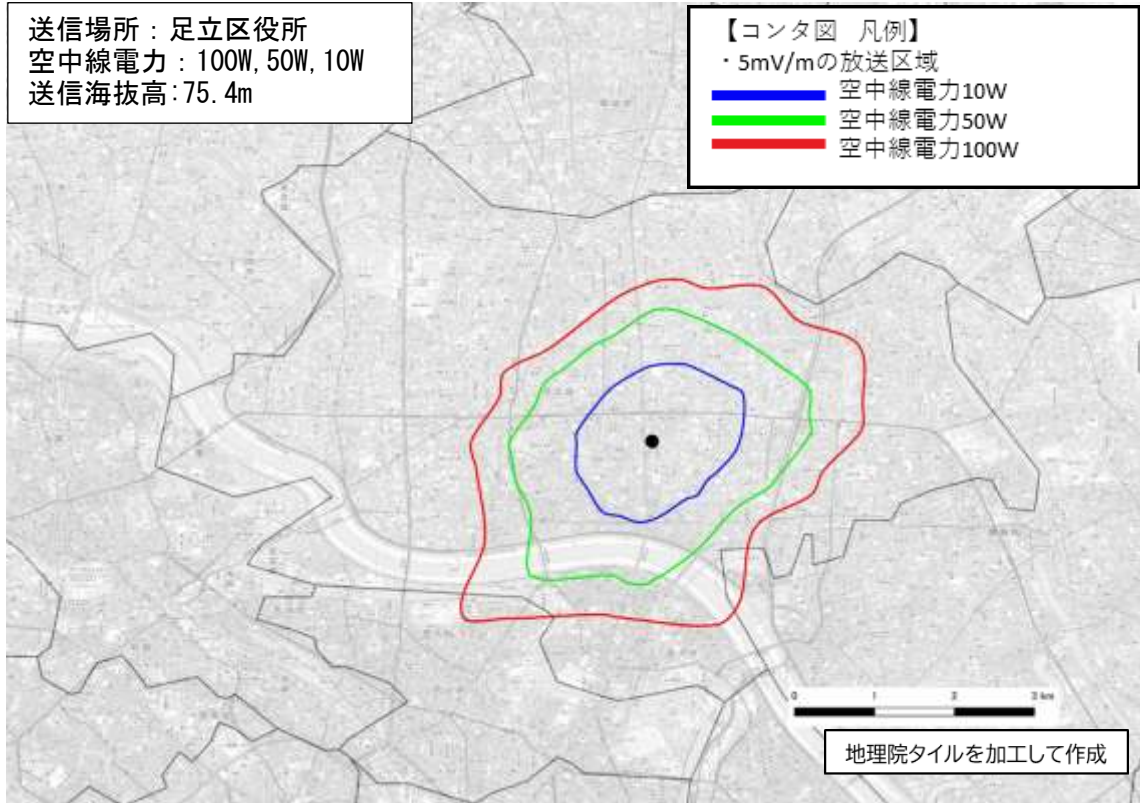 送信場所：足立区役所
空中線電力：100W,50W,10W
送信海抜高:75.4m
【コンタ図　凡例】
・5mV/mの放送区域
空中線電力10W
空中線電力50W
空中線電力100W
0 1 2 3 km
地理院タイルを加工して作成